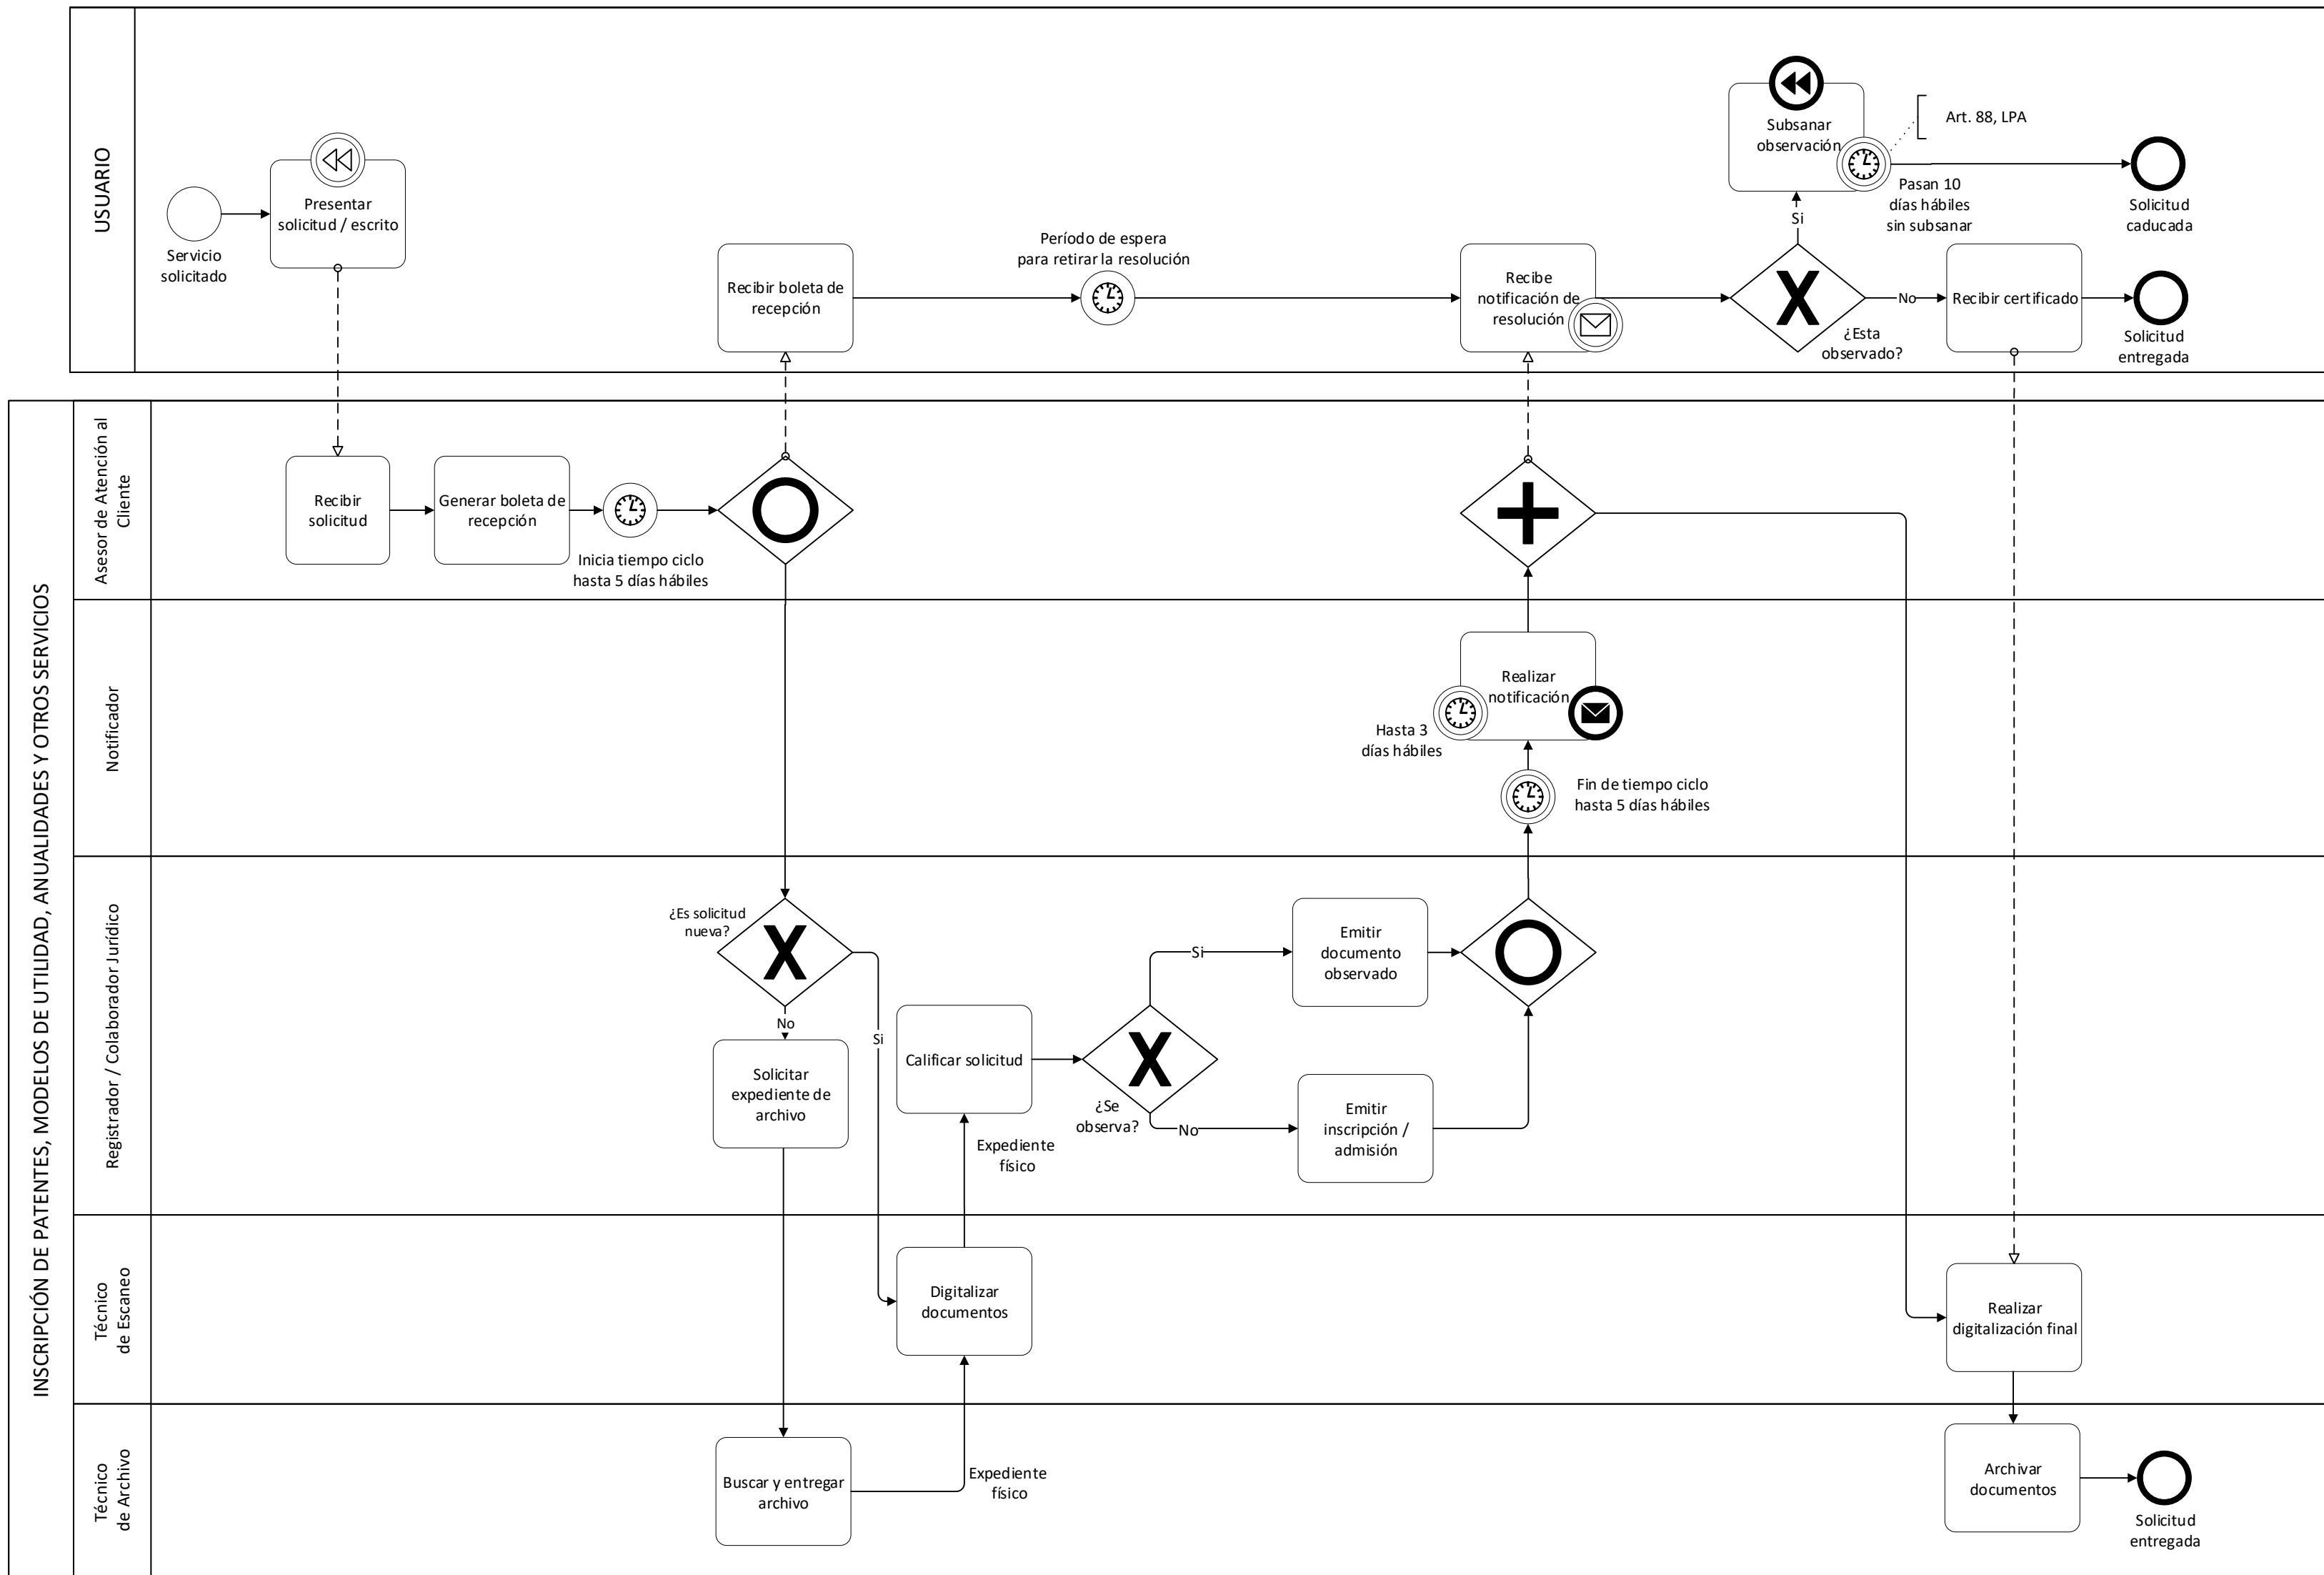 USUARIO
Servicio
solicitado
Presentar
solicitud / escrito
Recibir boleta de
recepción
Período de espera
para retirar la resolución
Recibe
notificación de
resolución
Subsanar
observación
Art. 88, LPA
Pasan 10
días hábiles
sin subsanar
Solicitud
caducada
Si
¿Esta
observado?
No
Recibir certificado
Solicitud
entregada
INSCRIPCIÓN DE PATENTES, MODELOS DE UTILIDAD, ANUALIDADES Y OTROS SERVICIOS
Asesor de Atención al
Cliente
Recibir
solicitud
Generar boleta de
recepción
Inicia tiempo ciclo
hasta 5 días hábiles
Notificador
Realizar
notificación
Hasta 3
días hábiles
Fin de tiempo ciclo
hasta 5 días hábiles
Registrador / Colaborador Jurídico
¿Es solicitud
nueva?
No
Si
Solicitar
expediente de
archivo
Calificar solicitud
Expediente
físico
¿Se
observa?
Si
No
Emitir
documento
observado
Emitir
inscripción /
admisión
Técnico
de Escaneo
Digitalizar
documentos
Realizar
digitalización final
Técnico
de Archivo
Buscar y entregar
archivo
Expediente
físico
Archivar
documentos
Solicitud
entregada